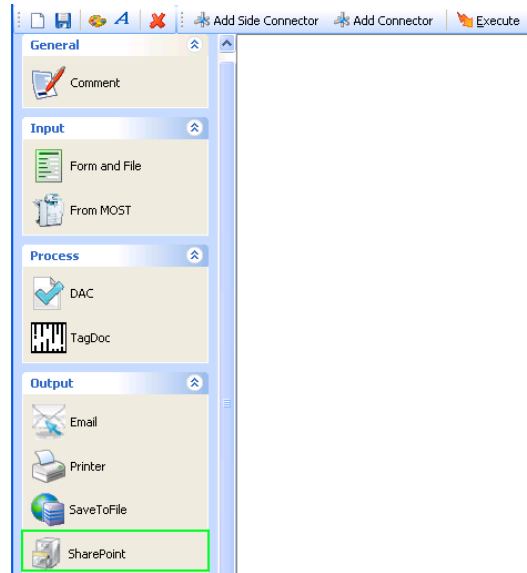 A Add Side Connector Add Connector Execute
General
Comment
Input
Form and File
From MOST
Process
DAC
TagDoc
Output
Email
Printer
SaveToFile
SharePoint